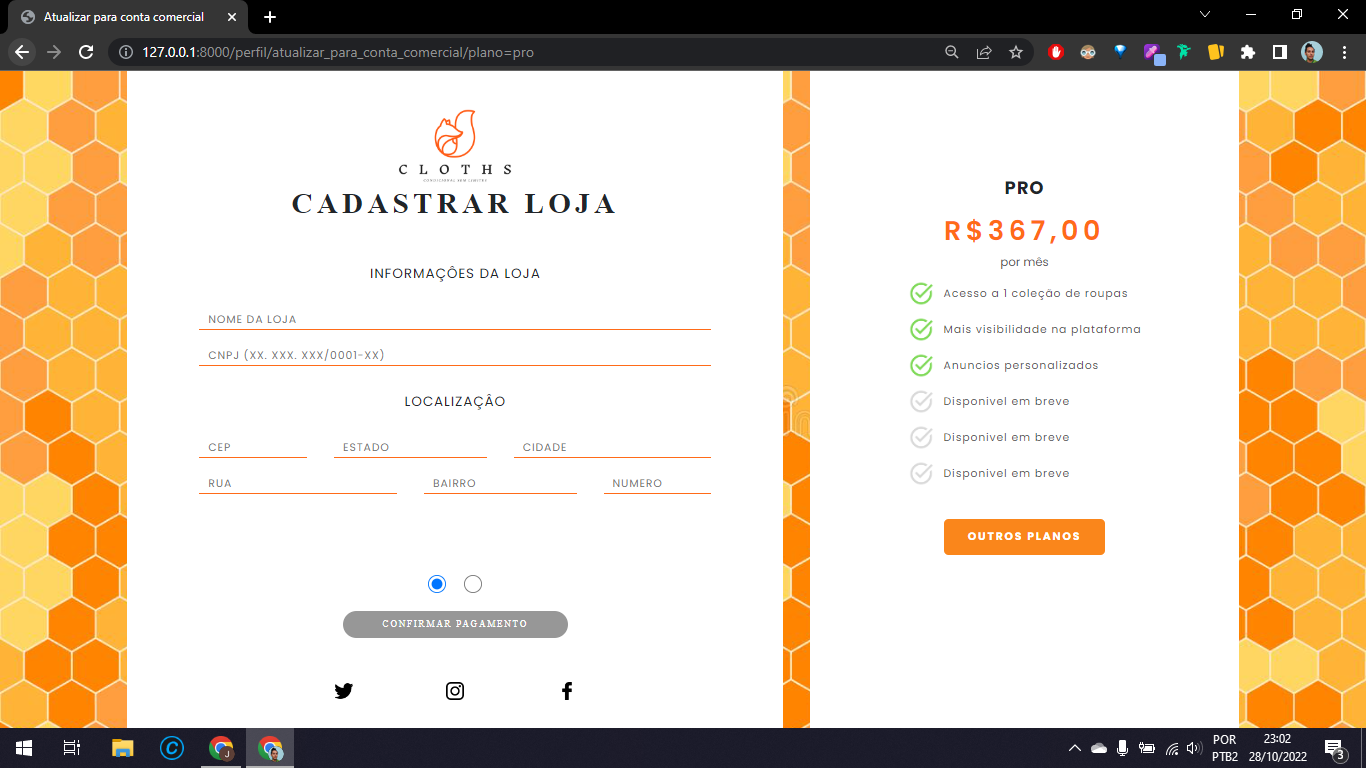 Atualizar para conta comercial
127.0.0.1:8000/perfil/atualizar_para_conta_comercial/plano=pro
CLOTHS
CADASTRAR LOJA
INFORMAÇÔES DA LOJA
NOME DA LOJA
CNPJ (XX. XXX. XXX/0001-XX)
LOCALIZAÇÂO
CEP ESTADO CIDADE
RUA BAIRRO NUMERO
CONFIRMAR PAGAMENTO
PRO
R$367,00
por mês
Acesso a 1 coleção de roupas
Mais visibilidade na plataforma
Anuncios personalizados
Disponivel em breve
Disponivel em breve
Disponivel em breve
OUTROS PLANOS
J
POR
PTB2
23:02
28/10/2022
3